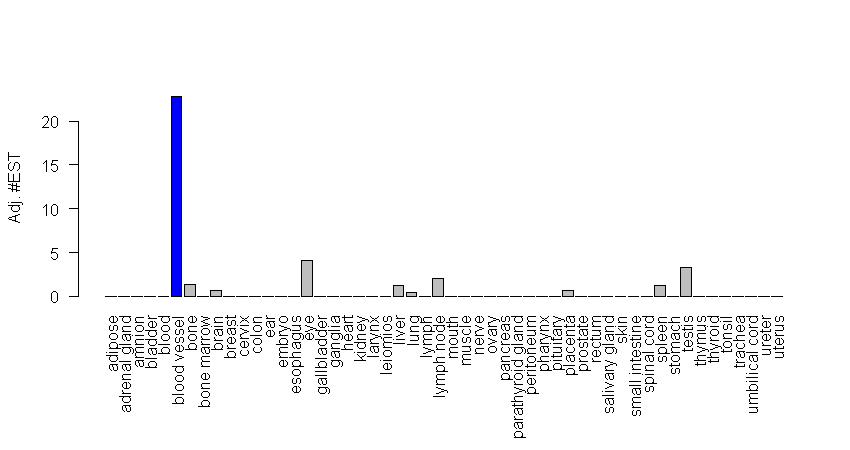 Adj. #EST
20
15
10
5
0
adipose
adrenal gland
amnion
bladder
blood
blood vessel
bone
bone marrow
brain
breast
cervix
colon
ear
embryo
esophagus
eye
gallbladder
ganglia
heart
kidney
larynx
leiomios
liver
lung
lymph
lymph node
mouth
muscle
nerve
ovary
pancreas
parathyroid gland
peritoneum
pharynx
pituitary
placenta
prostate
rectum
salivary gland
skin
small intestine
spinal cord
spleen
stomach
testis
thymus
thyroid
tonsil
trachea
umbilical cord
ureter
uterus